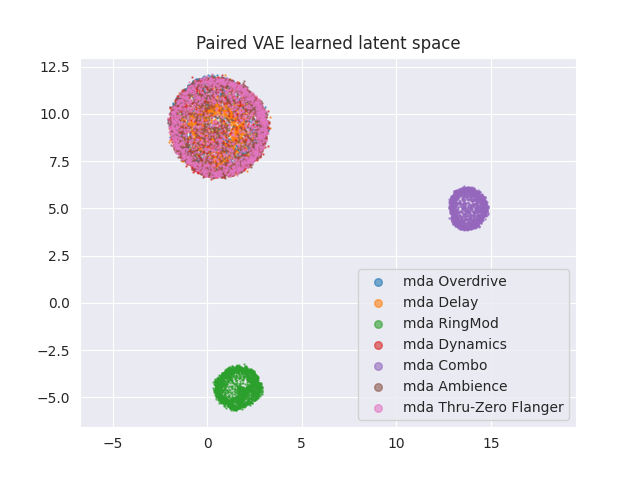 Paired VAE learned latent space
12.5
10.0
7.5
5.0
2.5
0.0
−2.5
−5.0
−5
0
5
10
15
mda Overdrive
mda Delay
mda RingMod
mda Dynamics
mda Combo
mda Ambience
mda Thru-Zero Flanger